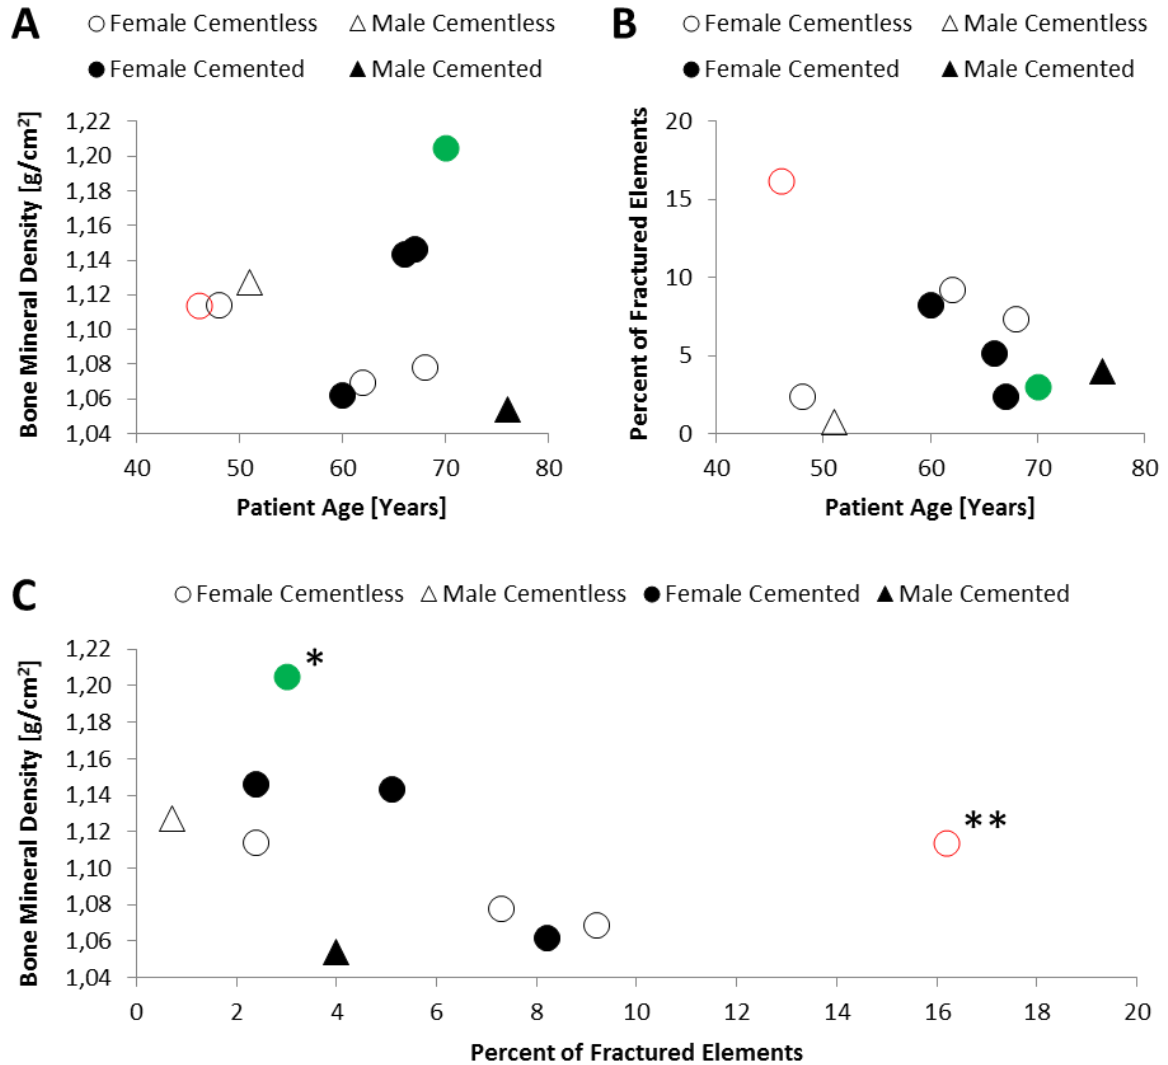 A
○ Female Cementless △ Male Cementless
● Female Cemented ▲ Male Cemented
Bone Mineral Density [g/cm²]
1,22
1,20
1,18
1,16
1,14
1,12
1,10
1,08
1,06
1,04
40 50 60 70 80
Patient Age [Years]
B
○ Female Cementless △ Male Cementless
● Female Cemented ▲ Male Cemented
Percent of Fractured Elements
20
15
10
5
0
40 50 60 70 80
Patient Age [Years]
C
○ Female Cementless △ Male Cementless ● Female Cemented ▲ Male Cemented
Bone Mineral Density [g/cm²]
1,22
1,20
1,18
1,16
1,14
1,12
1,10
1,08
1,06
1,04
*
**
0 2 4 6 8 10 12 14 16 18 20
Percent of Fractured Elements